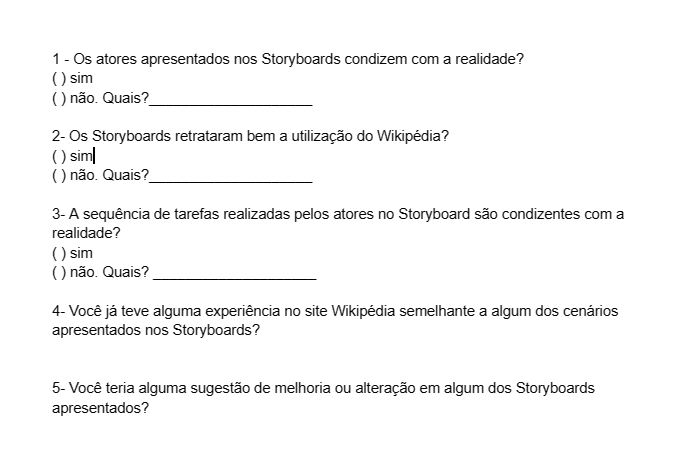 1 - Os atores apresentados nos Storyboards condizem com a realidade?
( ) sim
( ) não. Quais?____________________
2- Os Storyboards retrataram bem a utilização do Wikipédia?
( ) sim
( ) não. Quais?____________________
3- A sequência de tarefas realizadas pelos atores no Storyboard são condizentes com a
realidade?
( ) sim
( ) não. Quais? ____________________
4- Você já teve alguma experiência no site Wikipédia semelhante a algum dos cenários
apresentados nos Storyboards?
5- Você teria alguma sugestão de melhoria ou alteração em algum dos Storyboards
apresentados?